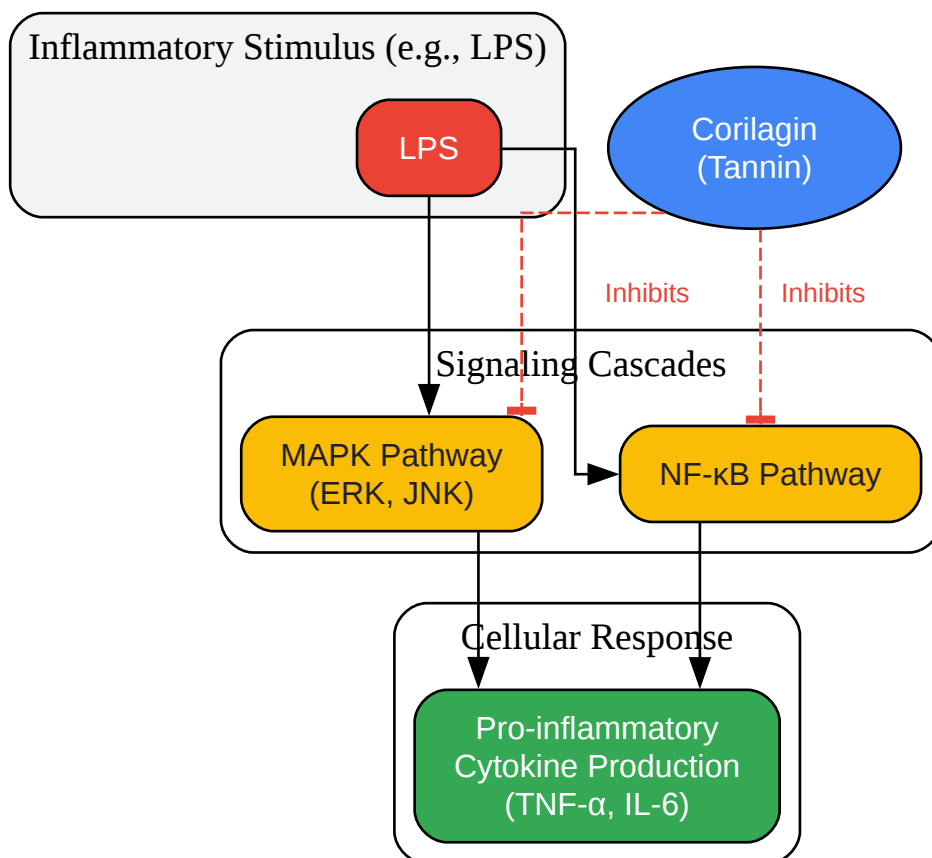 Inflammatory Stimulus (e.g., LPS)
LPS
Corilagin
(Tannin)
Inhibits
Inhibits
Signaling Cascades
MAPK Pathway
(ERK, JNK)
NF-κB Pathway
Cellular Response
Pro-inflammatory
Cytokine Production
(TNF-α, IL-6)